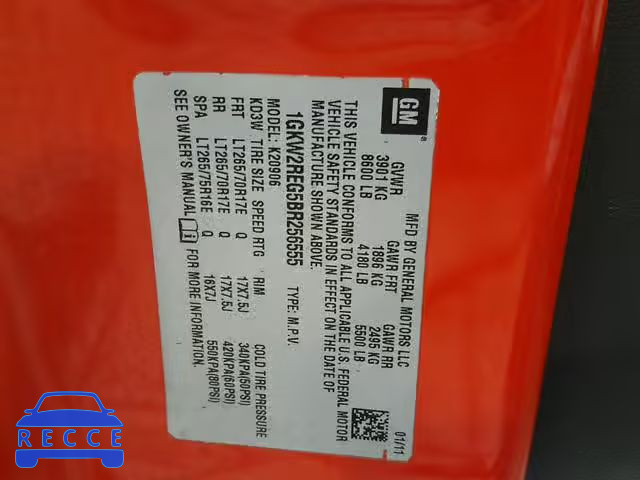 GM
MFD BY GENERAL MOTORS LLC
01/11
GVWR GAWR FRT GAWR RR
3901 KG 1896 KG 2495 KG
8600 LB 4180 LB 5500 LB
THIS VEHICLE CONFORMS TO ALL APPLICABLE U.S. FEDERAL MOTOR
VEHICLE SAFETY STANDARDS IN EFFECT ON THE DATE OF
MANUFACTURE SHOWN ABOVE.
1GKW2REG5BR256555 TYPE: M.P.V.
MODEL: K20906
KD3W TIRE SIZE SPEED RTG RIM COLD TIRE PRESSURE
FRT LT265/70R17E Q 17X7.5J 340KPA(50PSI)
RR LT265/70R17E Q 17X7.5J 420KPA(60PSI)
SPA LT265/75R16E Q 16X7J 550KPA(80PSI)
SEE OWNER'S MANUAL i FOR MORE INFORMATION.
RECCE